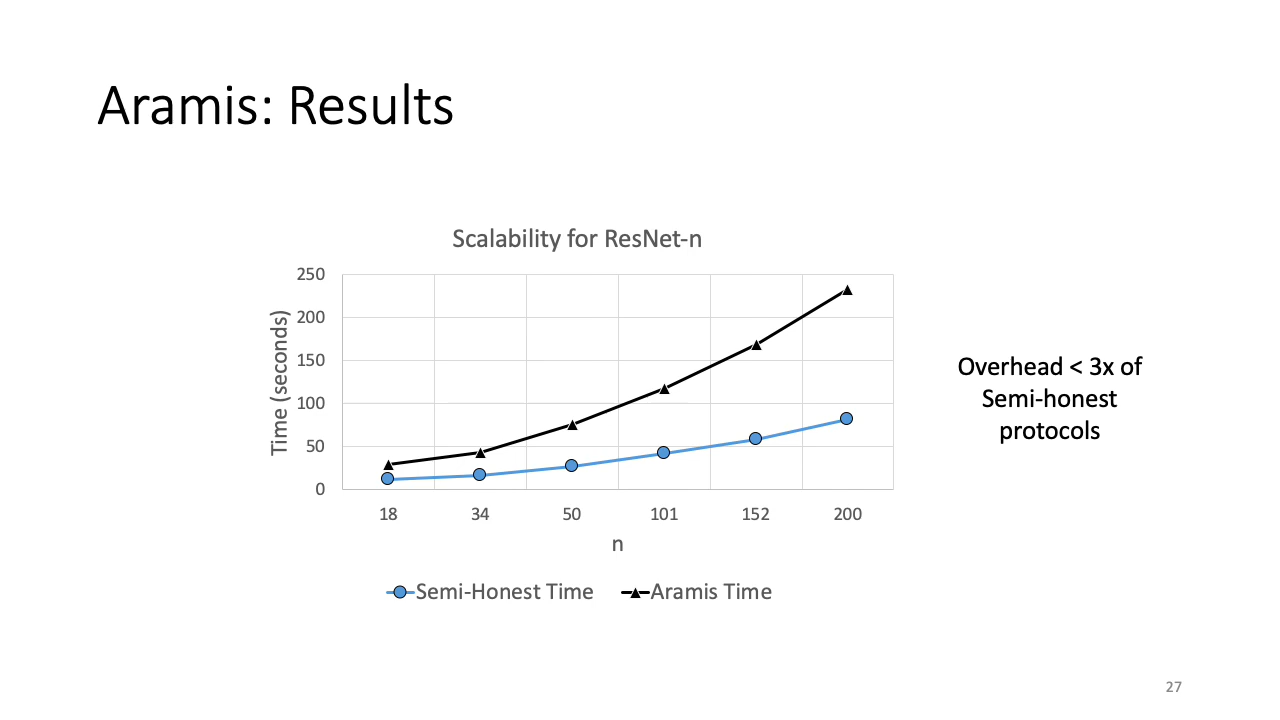 Aramis: Results
Scalability for ResNet-n
250
200
150
100
50
0
Time (seconds)
18 34 50 101 152 200
n
Semi-Honest Time Aramis Time
Overhead < 3x of
Semi-honest
protocols
27